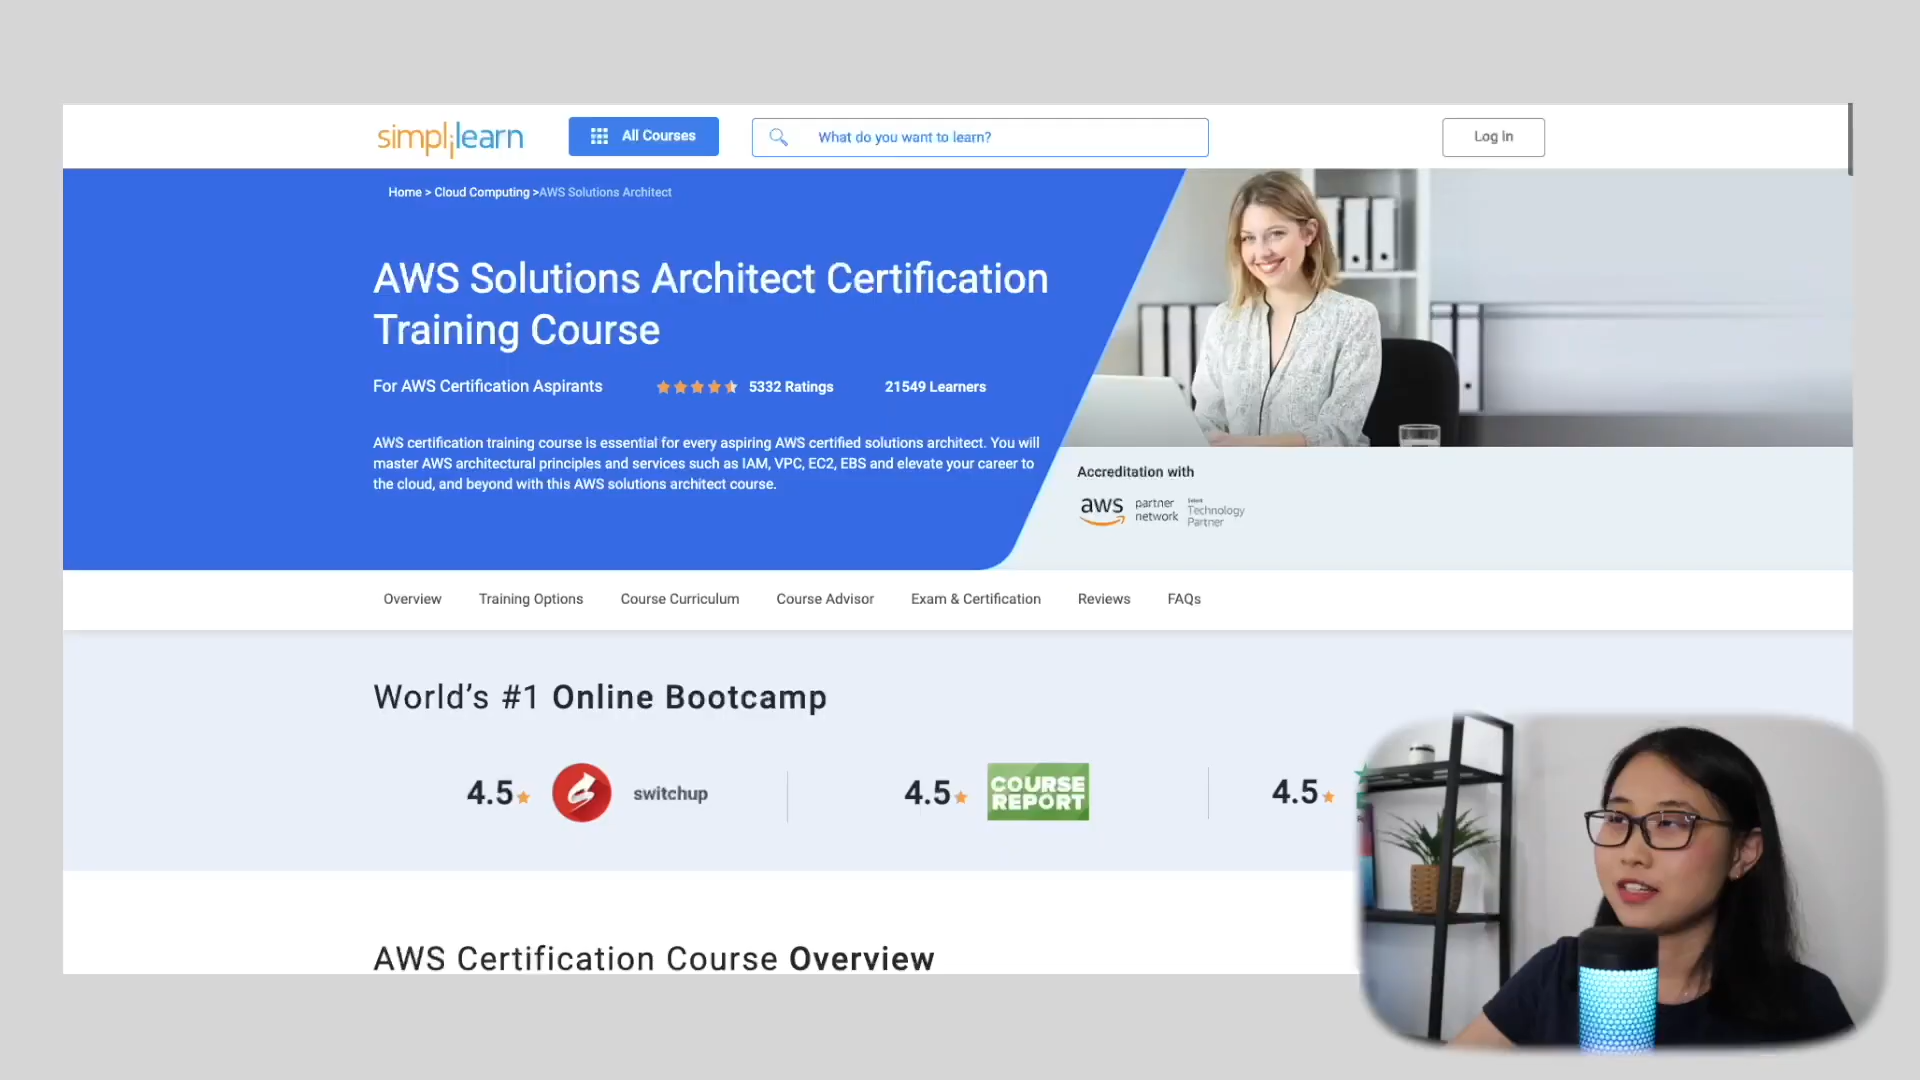 simplilearn
All Courses
What do you want to learn?
Log in
Home > Cloud Computing >AWS Solutions Architect
AWS Solutions Architect Certification
Training Course
For AWS Certification Aspirants
5332 Ratings
21549 Learners
AWS certification training course is essential for every aspiring AWS certified solutions architect. You will
master AWS architectural principles and services such as IAM, VPC, EC2, EBS and elevate your career to
the cloud, and beyond with this AWS solutions architect course.
Accreditation with
aws
partner
network
Select
Technology
Partner
Overview
Training Options
Course Curriculum
Course Advisor
Exam & Certification
Reviews
FAQs
World's #1 Online Bootcamp
4.5
switchup
4.5
COURSE
REPORT
4.5
AWS Certification Course Overview